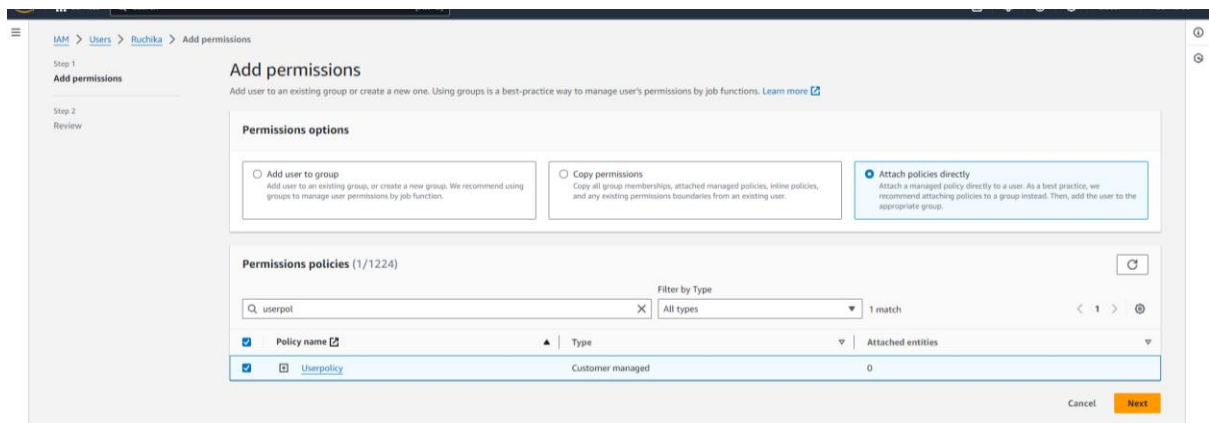 IAM > Users > Ruchika > Add permissions
Step 1
Add permissions
Step 2
Review
Add permissions
Add user to an existing group or create a new one. Using groups is a best-practice way to manage user's permissions by job functions. Learn more
Permissions options
Add user to group
Add user to an existing group, or create a new group. We recommend using
groups to manage user permissions by job function.
Copy permissions
Copy all group memberships, attached managed policies, inline policies,
and any existing permissions boundaries from an existing user.
Attach policies directly
Attach a managed policy directly to a user. As a best practice, we
recommend attaching policies to a group instead. Then, add the user to the
appropriate group.
Permissions policies (1/1224)
Filter by Type
userpol
All types
1 match
< 1 >
Policy name
Type
Attached entities
Userpolicy
Customer managed
0
Cancel
Next